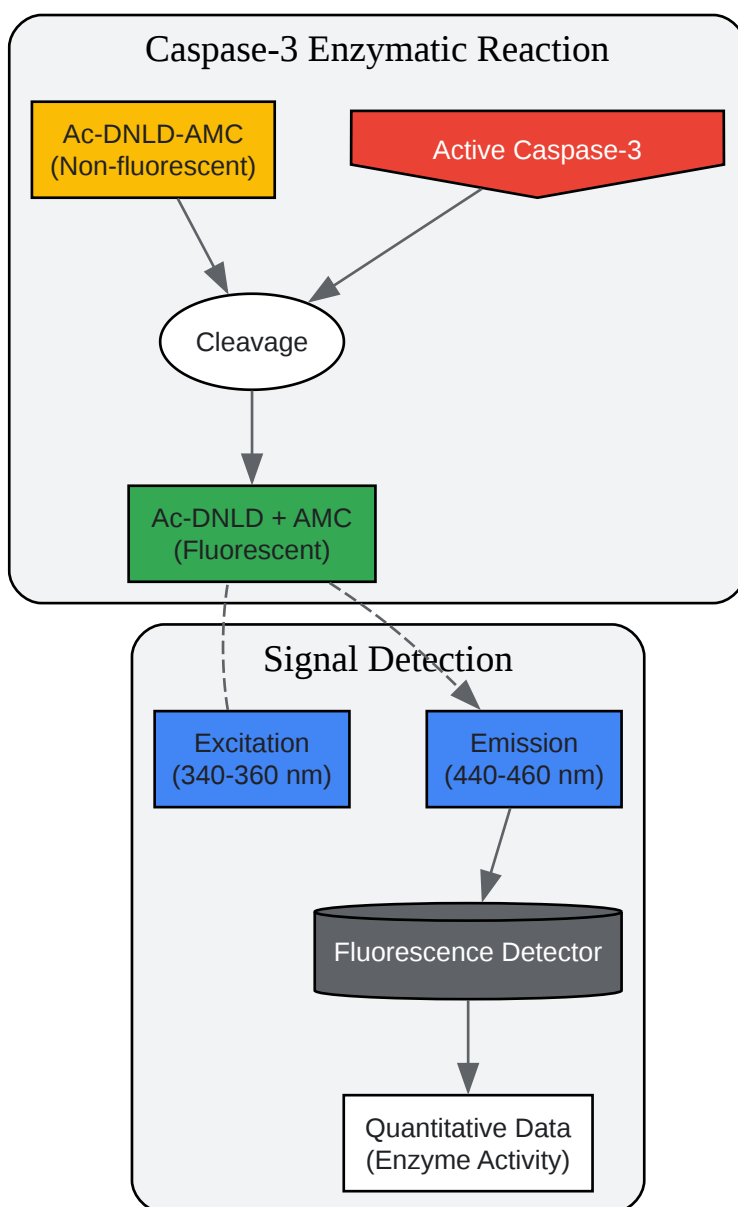 Caspase-3 Enzymatic Reaction
Ac-DNLD-AMC
(Non-fluorescent)
Active Caspase-3
Cleavage
Ac-DNLD + AMC
(Fluorescent)
Signal Detection
Excitation
(340-360 nm)
Emission
(440-460 nm)
Fluorescence Detector
Quantitative Data
(Enzyme Activity)